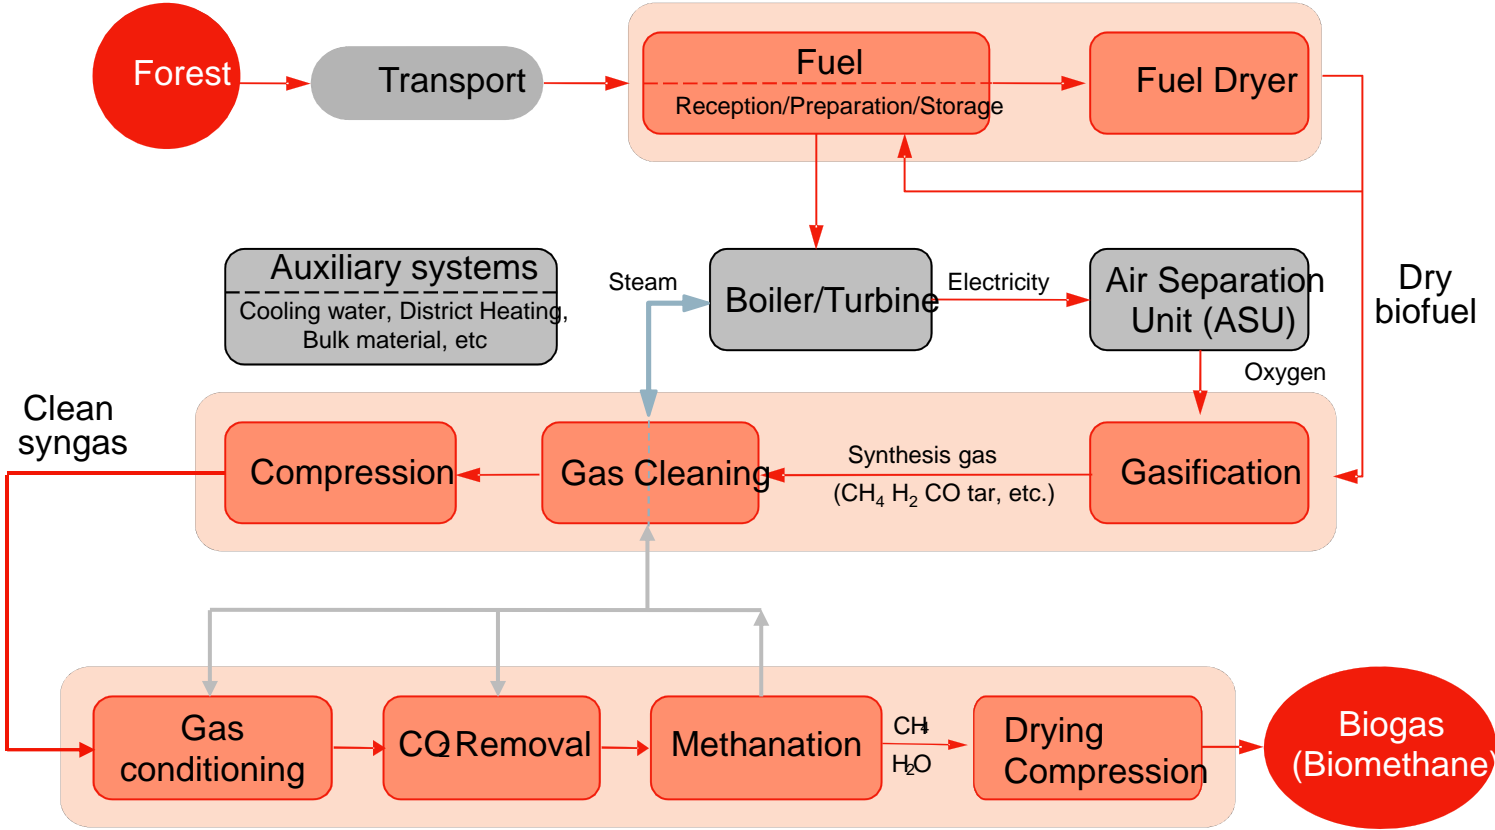 Forest
Transport
Fuel
Reception/Preparation/Storage
Fuel Dryer
Auxiliary systems
Cooling water, District Heating,
Bulk material, etc
Steam
Boiler/Turbine
Electricity
Air Separation
Unit (ASU)
Dry
biofuel
Oxygen
Clean
syngas
Compression
Gas Cleaning
Synthesis gas
(CH4 H2 CO tar, etc.)
Gasification
Gas
conditioning
CO2 Removal
Methanation
CH4
H2O
Drying
Compression
Biogas
(Biomethane)